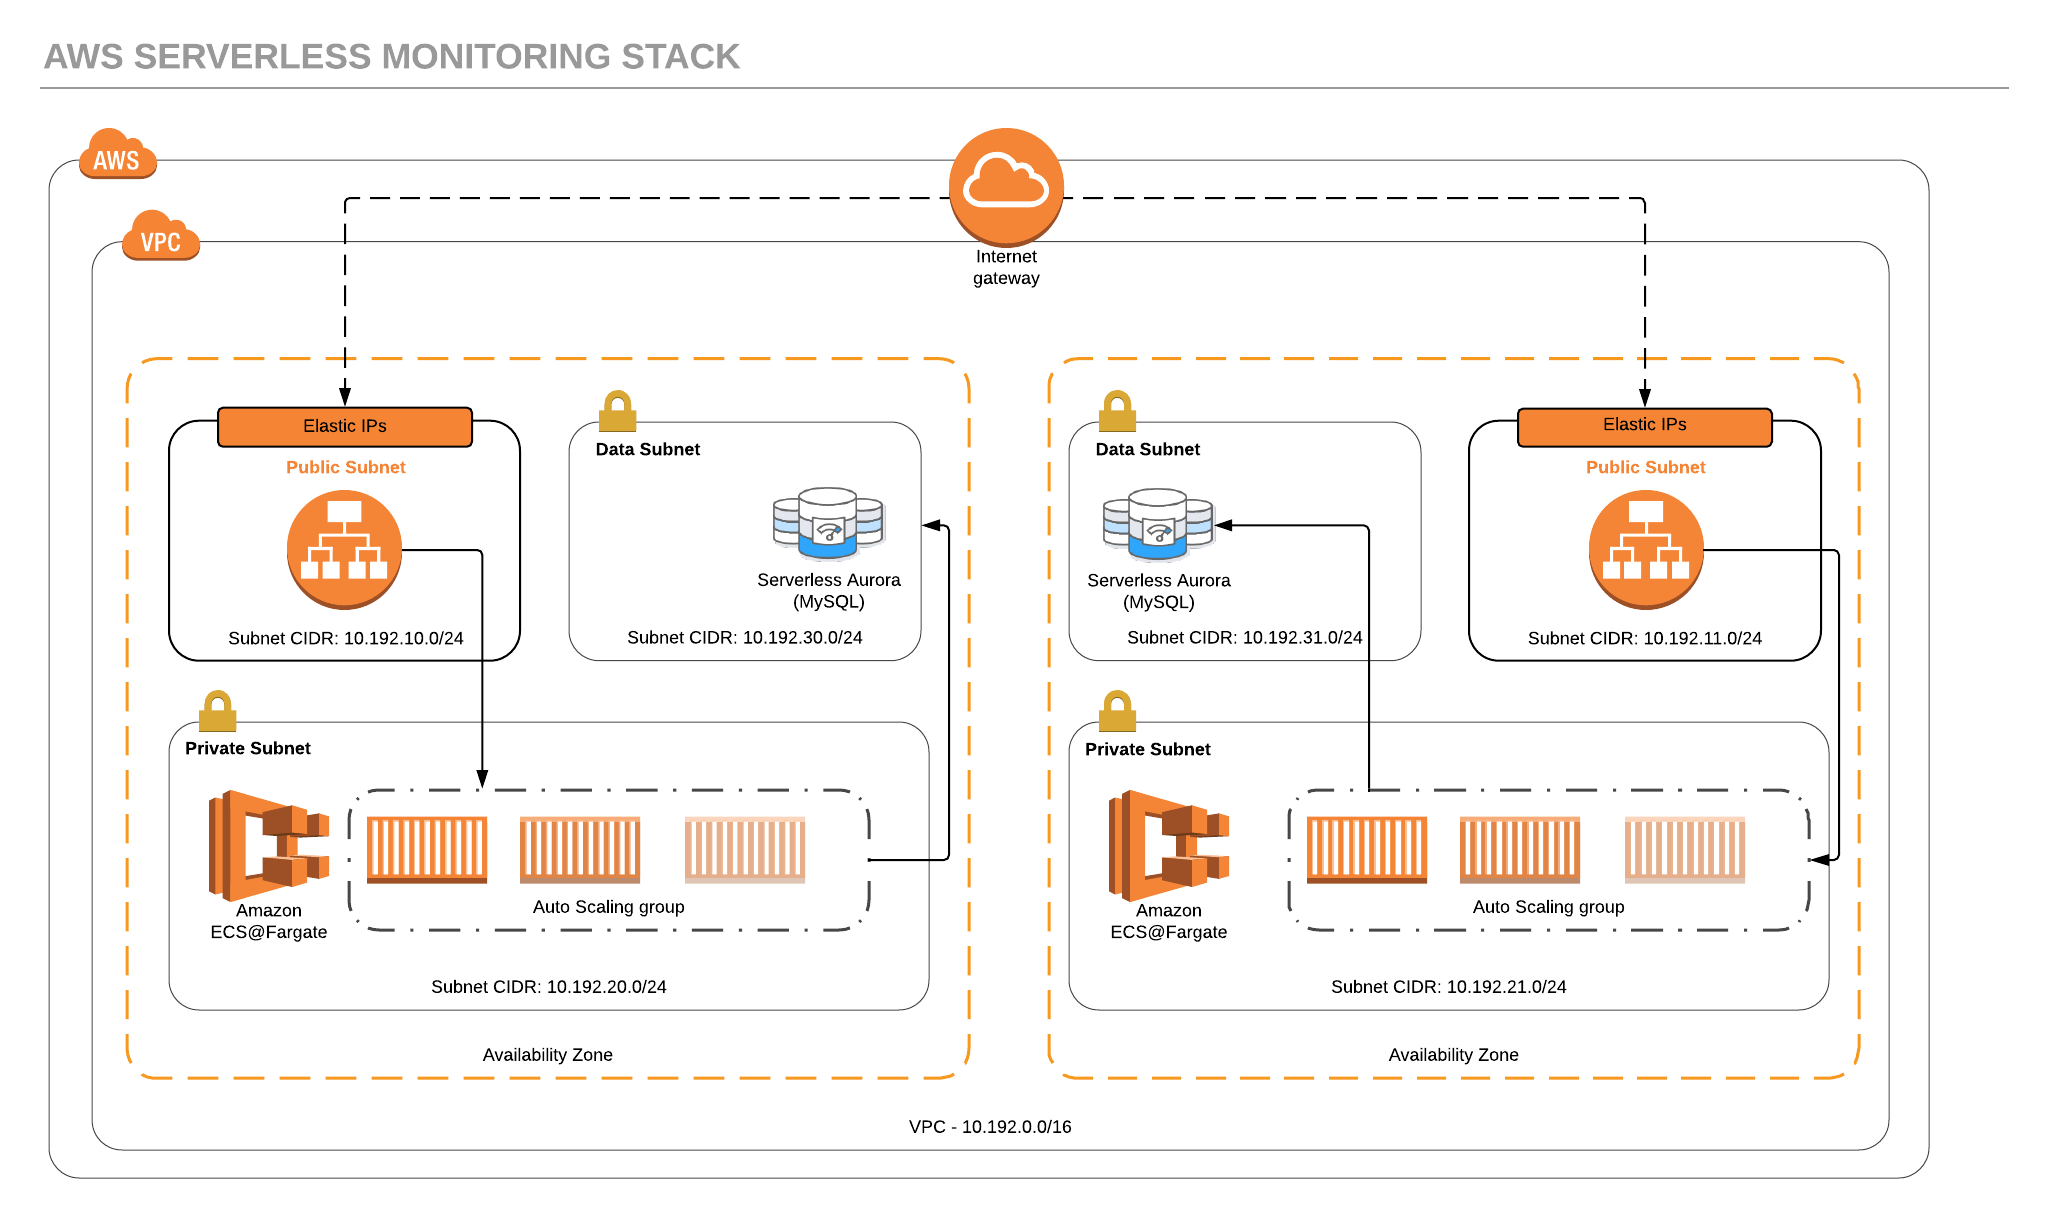 AWS SERVERLESS MONITORING STACK
AWS
VPC
Internet
gateway
Elastic IPs
Public Subnet
Subnet CIDR: 10.192.10.0/24
Data Subnet
Serverless Aurora
(MySQL)
Subnet CIDR: 10.192.30.0/24
Private Subnet
Amazon
ECS@Fargate
Auto Scaling group
Subnet CIDR: 10.192.20.0/24
Availability Zone
Data Subnet
Serverless Aurora
(MySQL)
Subnet CIDR: 10.192.31.0/24
Elastic IPs
Public Subnet
Subnet CIDR: 10.192.11.0/24
Private Subnet
Amazon
ECS@Fargate
Auto Scaling group
Subnet CIDR: 10.192.21.0/24
Availability Zone
VPC - 10.192.0.0/16